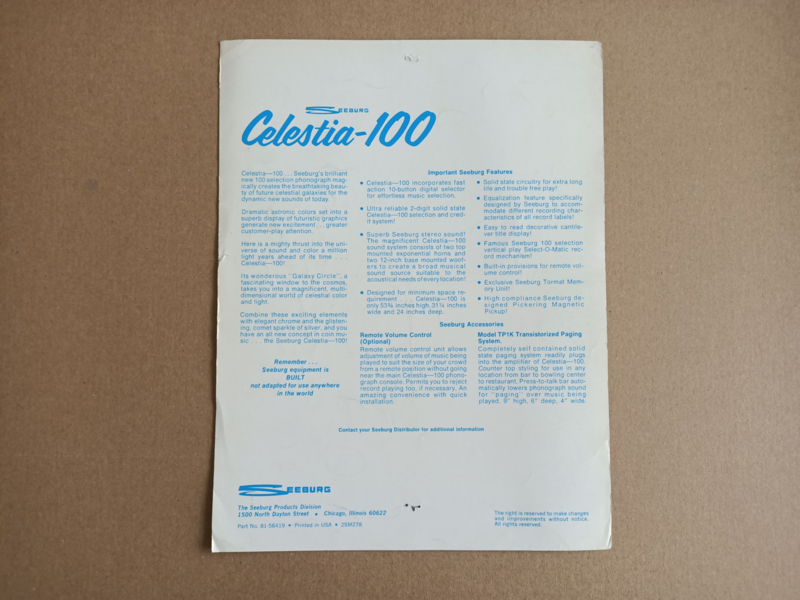 SEEBURG
Celestia-100
Celestia—100 . . . Seeburg's brilliant
new 100 selection phonograph mag-
ically creates the breathtaking beau-
ty of future celestial galaxies for the
dynamic new sounds of today.
Dramatic astronic colors set into a
superb display of futuristic graphics
generate new excitement . . . greater
customer-play attention.
Here is a mighty thrust into the uni-
verse of sound and color a million
light years ahead of its time . . . .
Celestia—100!
Its wonderous "Galaxy Circle", a
fascinating window to the cosmos,
takes you into a magnificent, multi-
dimensional world of celestial color
and light.
Combine these exciting elements
with elegant chrome and the glisten-
ing, comet sparkle of silver, and you
have an all new concept in coin mu-
sic . . . the Seeburg Celestia—100!
Remember . . .
Seeburg equipment is
BUILT
not adapted for use anywhere
in the world
Important Seeburg Features
• Celestia—100 incorporates fast
action 10-button digital selector
for effortless music selection.
• Ultra reliable 2-digit solid state
Celestia—100 selection and cred-
it system!
• Superb Seeburg stereo sound!
The magnificent Celestia—100
sound system consists of two top
mounted exponential horns and
two 12-inch base mounted woof-
ers to create a broad musical
sound source suitable to the
acoustical needs of every location!
• Designed for minimum space re-
quirement . . . Celestia—100 is
only 53¾ inches high, 31¾ inches
wide and 24 inches deep.
• Solid state circuitry for extra long
life and trouble free play!
• Equalization feature specifically
designed by Seeburg to accom-
modate different recording char-
acteristics of all record labels!
• Easy to read decorative cantile-
ver title display!
• Famous Seeburg 100 selection
vertical play Select-O-Matic rec-
ord mechanism!
• Built-in provisions for remote vol-
ume control!
• Exclusive Seeburg Tormat Mem-
ory Unit!
• High compliance Seeburg de-
signed Pickering Magnetic
Pickup!
Seeburg Accessories
Remote Volume Control
(Optional)
Remote volume control unit allows
adjustment of volume of music being
played to suit the size of your crowd
from a remote position without going
near the main Celestia—100 phono-
graph console. Permits you to reject
record playing too, if necessary. An
amazing convenience with quick
installation.
Model TP1K Transistorized Paging
System.
Completely self contained solid
state paging system readily plugs
into the amplifier of Celestia—100.
Counter top styling for use in any
location from bar to bowling center
to restaurant. Press-to-talk bar auto-
matically lowers phonograph sound
for "paging" over music being
played. 9" high, 6" deep, 4" wide.
Contact your Seeburg Distributor for additional information
SEEBURG
The Seeburg Products Division
1500 North Dayton Street • Chicago, Illinois 60622
Part No. 81-56419 • Printed in USA • 25M276
The right is reserved to make changes
and improvements without notice.
All rights reserved.